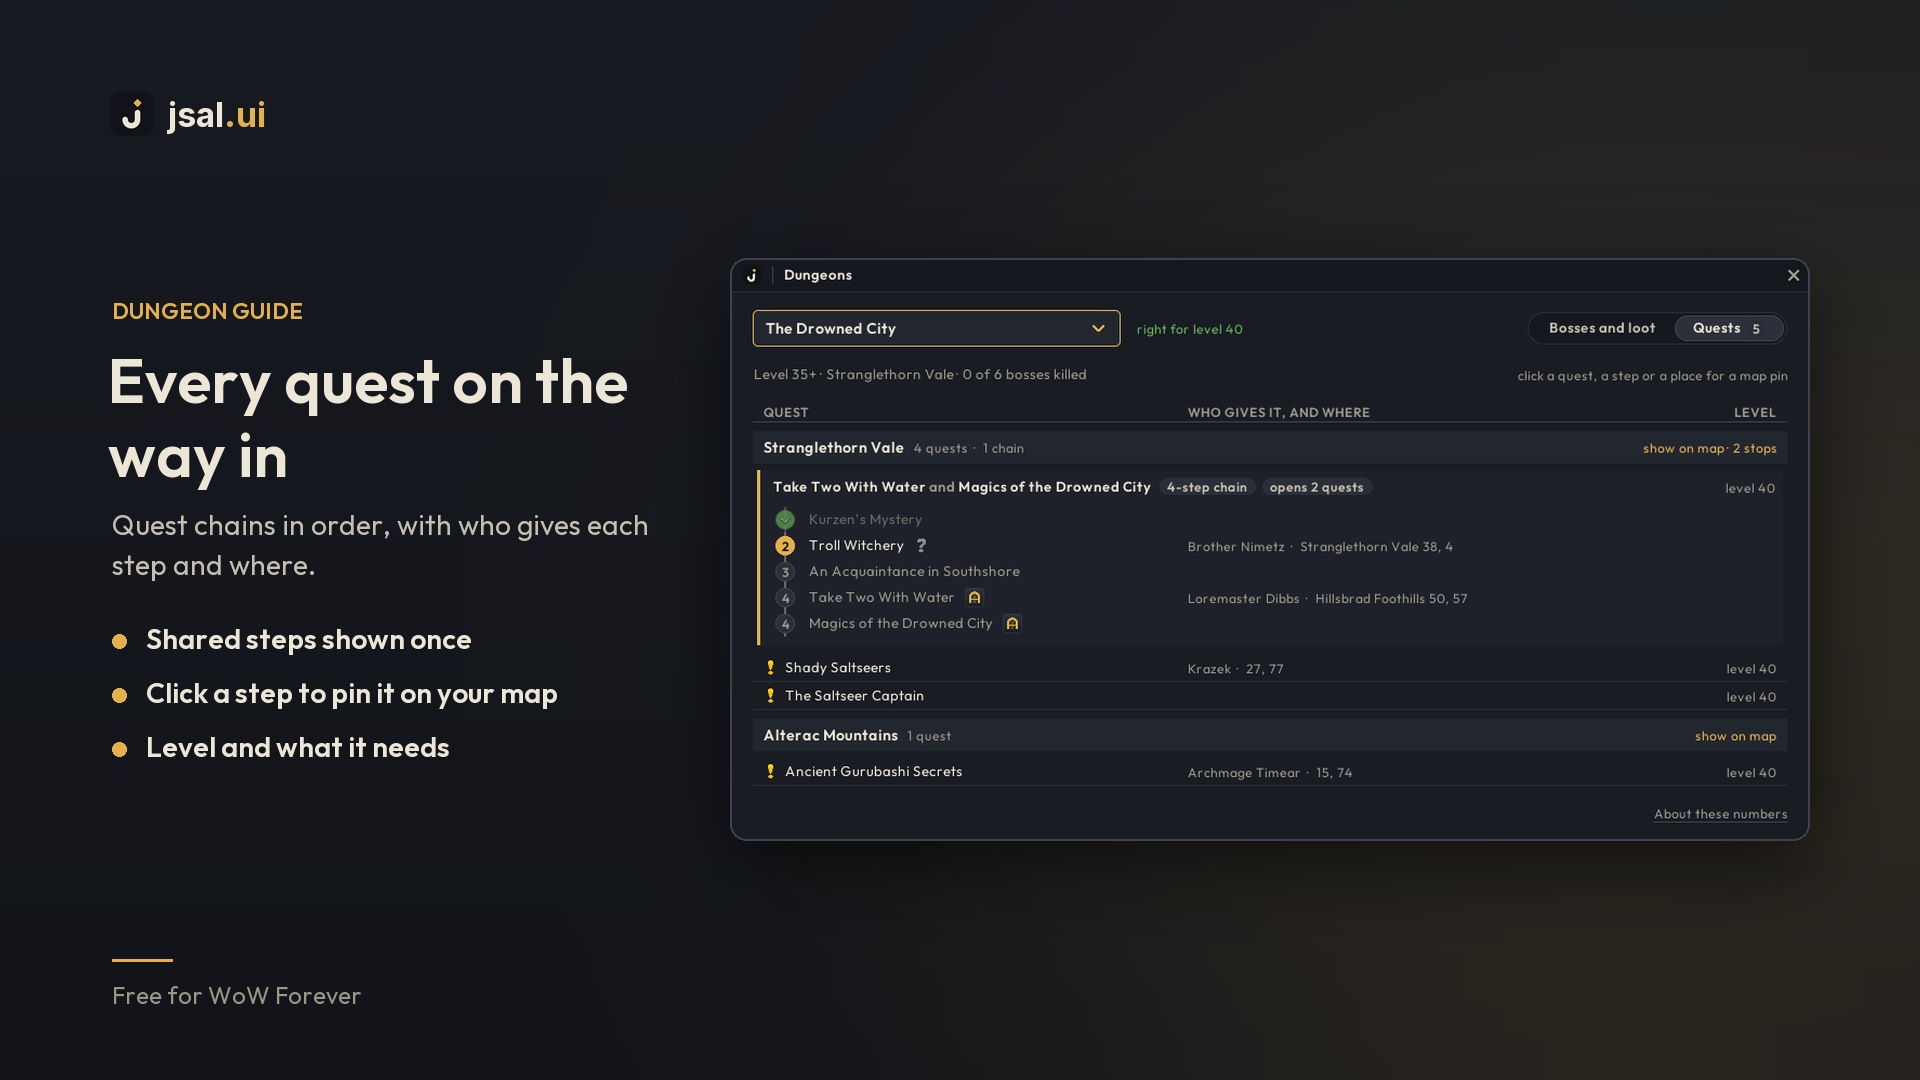 jsal.ui
DUNGEON GUIDE
Every quest on the
way in
Quest chains in order, with who gives each
step and where.
Shared steps shown once
Click a step to pin it on your map
Level and what it needs
Free for WoW Forever
Dungeons
The Drowned City
right for level 40
Bosses and loot
Quests 5
Level 35+ · Stranglethorn Vale · 0 of 6 bosses killed
click a quest, a step or a place for a map pin
QUEST WHO GIVES IT, AND WHERE LEVEL
Stranglethorn Vale 4 quests · 1 chain show on map · 2 stops
Take Two With Water and Magics of the Drowned City 4-step chain opens 2 quests level 40
Kurzen's Mystery
2 Troll Witchery ? Brother Nimetz · Stranglethorn Vale 38, 4
3 An Acquaintance in Southshore
4 Take Two With Water Loremaster Dibbs · Hillsbrad Foothills 50, 57
4 Magics of the Drowned City
! Shady Saltseers Krazek · 27, 77 level 40
! The Saltseer Captain level 40
Alterac Mountains 1 quest show on map
! Ancient Gurubashi Secrets Archmage Timear · 15, 74 level 40
About these numbers